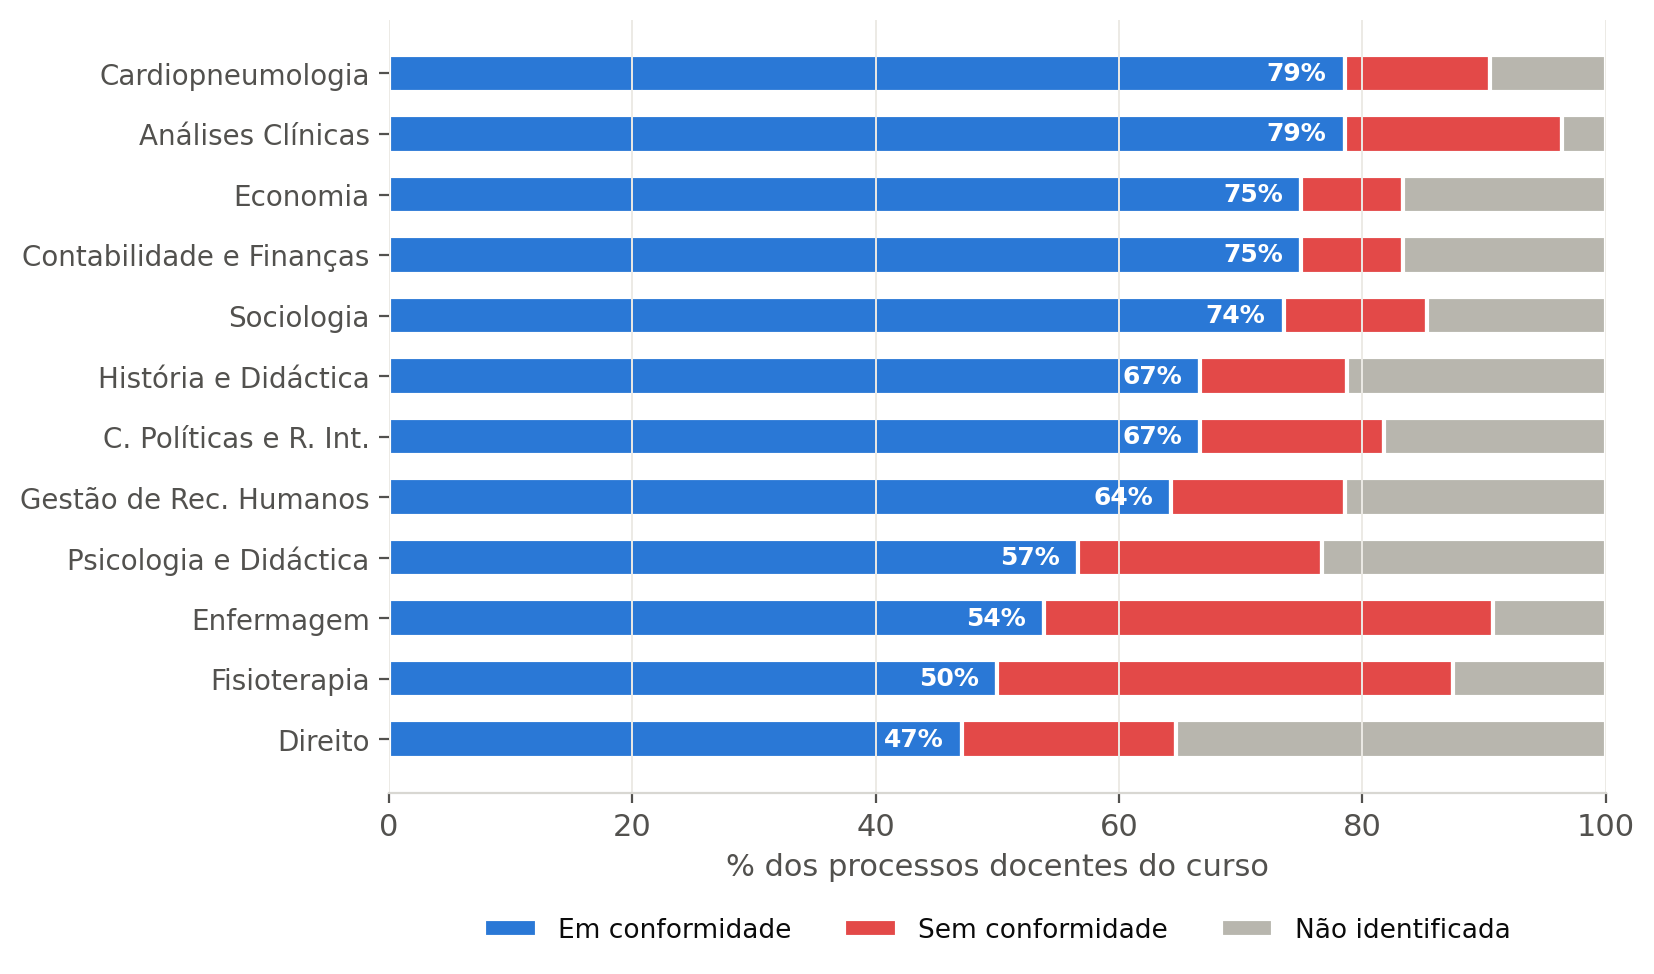 Cardiopneumologia 79%
Análises Clínicas 79%
Economia 75%
Contabilidade e Finanças 75%
Sociologia 74%
História e Didáctica 67%
C. Políticas e R. Int. 67%
Gestão de Rec. Humanos 64%
Psicologia e Didáctica 57%
Enfermagem 54%
Fisioterapia 50%
Direito 47%
0 20 40 60 80 100
% dos processos docentes do curso
Em conformidade Sem conformidade Não identificada